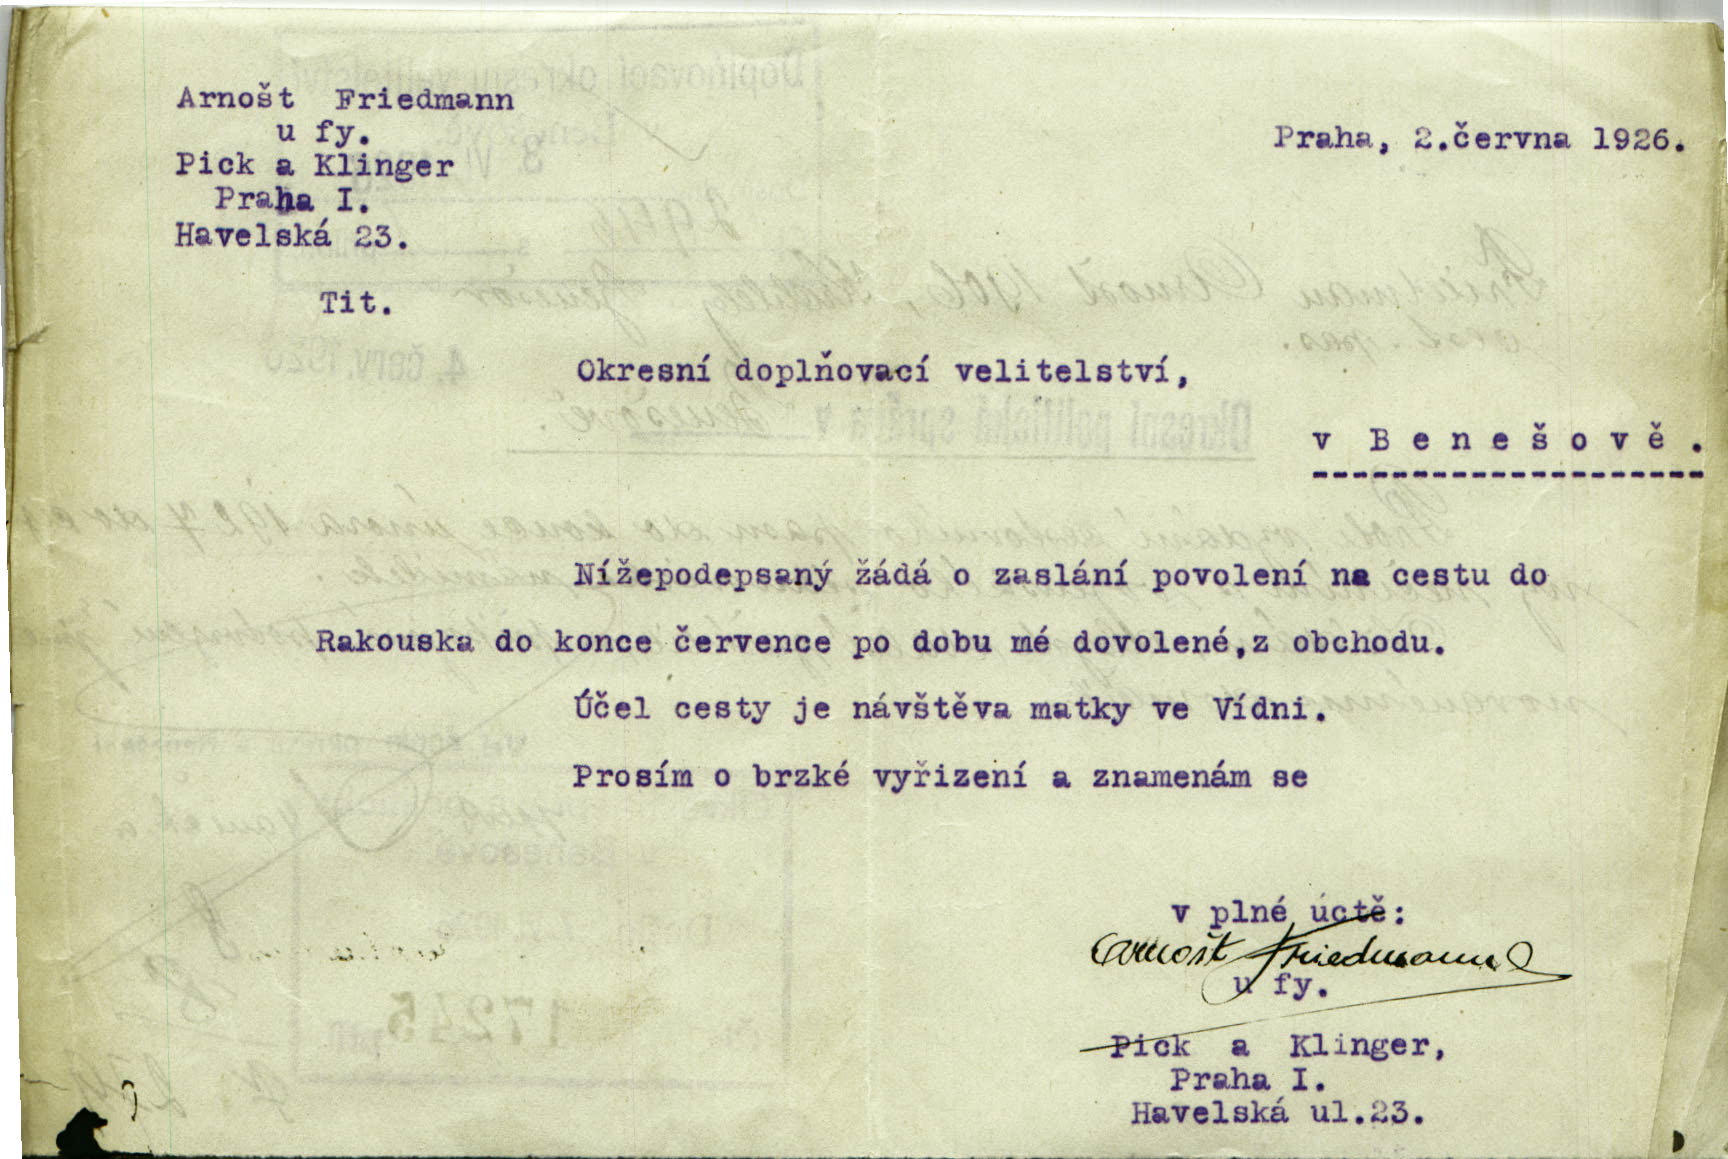 Arnošt Friedmann
u fy.
Pick a Klinger
Praha I.
Havelská 23.
Praha, 2.června 1926.
Tit.
Okresní doplňovací velitelství,
v Benešově.
Nížepodepsaný žádá o zaslání povolení na cestu do
Rakouska do konce července po dobu mé dovolené,z obchodu.
Účel cesty je návštěva matky ve Vídni.
Prosím o brzké vyřizení a znamenám se
v plné úctě:
Arnošt Friedmann
u fy.
Pick a Klinger,
Praha I.
Havelská ul.23.